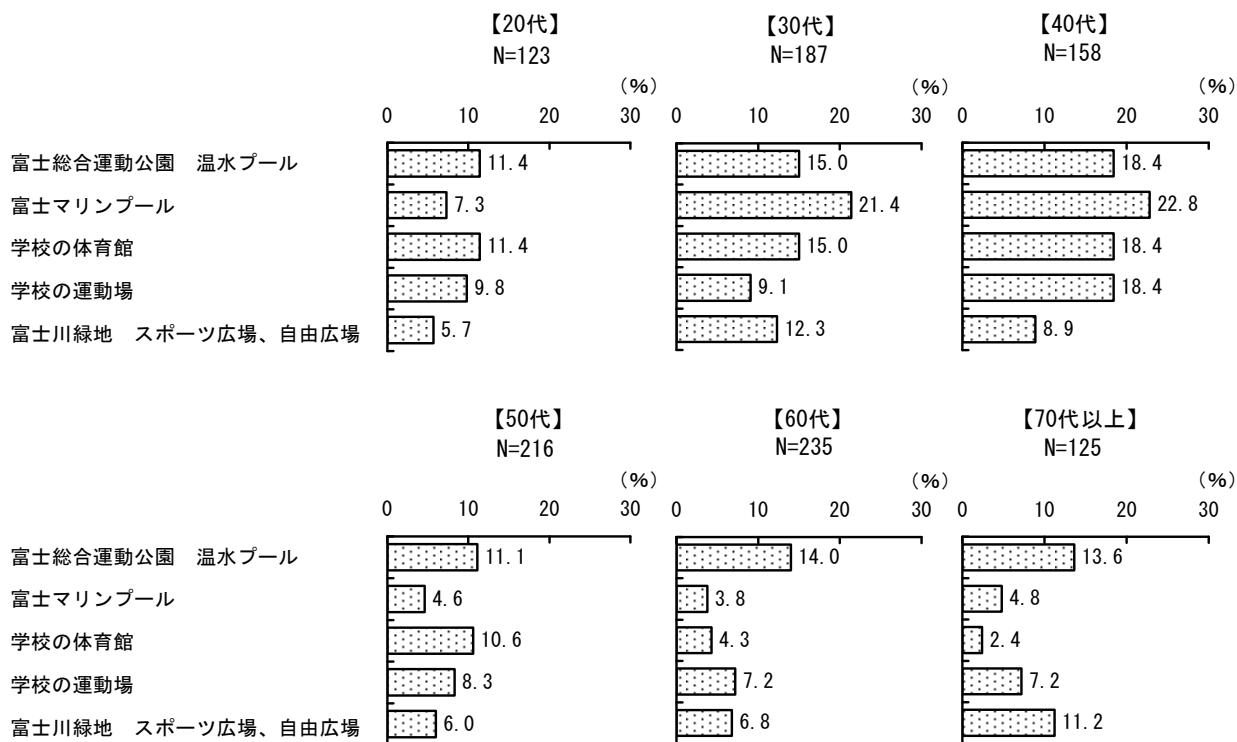 【20代】 【30代】 【40代】
N=123 N=187 N=158
(%) (%) (%)
0 10 20 30 0 10 20 30 0 10 20 30
富士総合運動公園　温水プール 11.4 15.0 18.4
富士マリンプール 7.3 21.4 22.8
学校の体育館 11.4 15.0 18.4
学校の運動場 9.8 9.1 18.4
富士川緑地　スポーツ広場、自由広場 5.7 12.3 8.9
【50代】 【60代】 【70代以上】
N=216 N=235 N=125
(%) (%) (%)
0 10 20 30 0 10 20 30 0 10 20 30
富士総合運動公園　温水プール 11.1 14.0 13.6
富士マリンプール 4.6 3.8 4.8
学校の体育館 10.6 4.3 2.4
学校の運動場 8.3 7.2 7.2
富士川緑地　スポーツ広場、自由広場 6.0 6.8 11.2